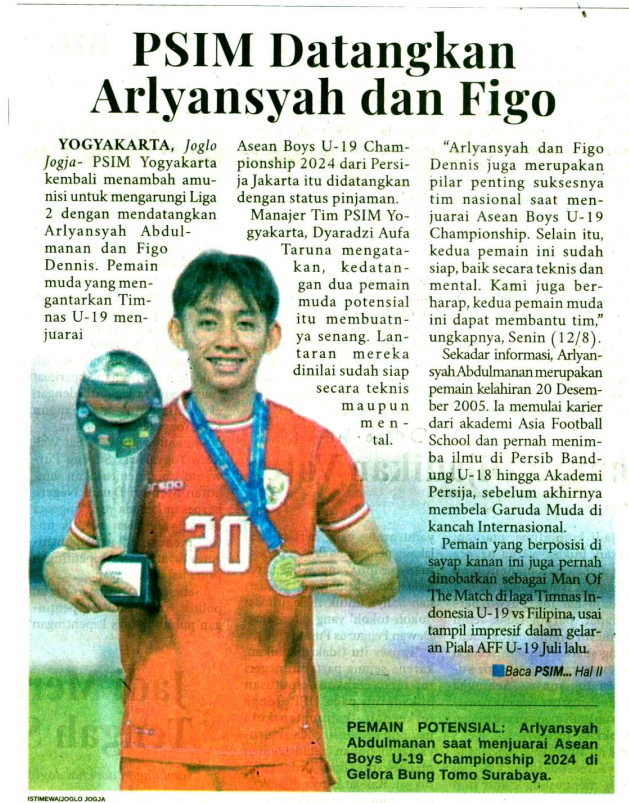 PSIM Datangkan
Arlyansyah dan Figo
YOGYAKARTA, Joglo
Jogja- PSIM Yogyakarta
kembali menambah amu-
nisi untuk mengarungi Liga
2 dengan mendatangkan
Arlyansyah Abdul-
manan dan Figo
Dennis. Pemain
muda yang men-
gantarkan Tim-
nas U-19 men-
juarai
Asean Boys U-19 Cham-
pionship 2024 dari Persi-
ja Jakarta itu didatangkan
dengan status pinjaman.
Manajer Tim PSIM Yo-
gyakarta, Dyaradzi Aufa
Taruna mengata-
kan, kedatan-
gan dua pemain
muda potensial
itu membuatn-
ya senang. Lan-
taran mereka
dinilai sudah siap
secara teknis
maupun
men-
tal.
"Arlyansyah dan Figo
Dennis juga merupakan
pilar penting suksesnya
tim nasional saat men-
juarai Asean Boys U-19
Championship. Selain itu,
kedua pemain ini sudah
siap, baik secara teknis dan
mental. Kami juga ber-
harap, kedua pemain muda
ini dapat membantu tim,"
ungkapnya, Senin (12/8).
Sekadar informasi, Arlyan-
syah Abdulmanan merupakan
pemain kelahiran 20 Desem-
ber 2005. Ia memulai karier
dari akademi Asia Football
School dan pernah menim-
ba ilmu di Persib Band-
ung U-18 hingga Akademi
Persija, sebelum akhirnya
membela Garuda Muda di
kancah Internasional.
Pemain yang berposisi di
sayap kanan ini juga pernah
dinobatkan sebagai Man Of
The Match di laga Timnas In-
donesia U-19 vs Filipina, usai
tampil impresif dalam gelar-
an Piala AFF U-19 Juli lalu.
Baca PSIM... Hal II
20
PEMAIN POTENSIAL: Arlyansyah
Abdulmanan saat menjuarai Asean
Boys U-19 Championship 2024 di
Gelora Bung Tomo Surabaya.
ISTIMEWA/JOGLO JOGJA